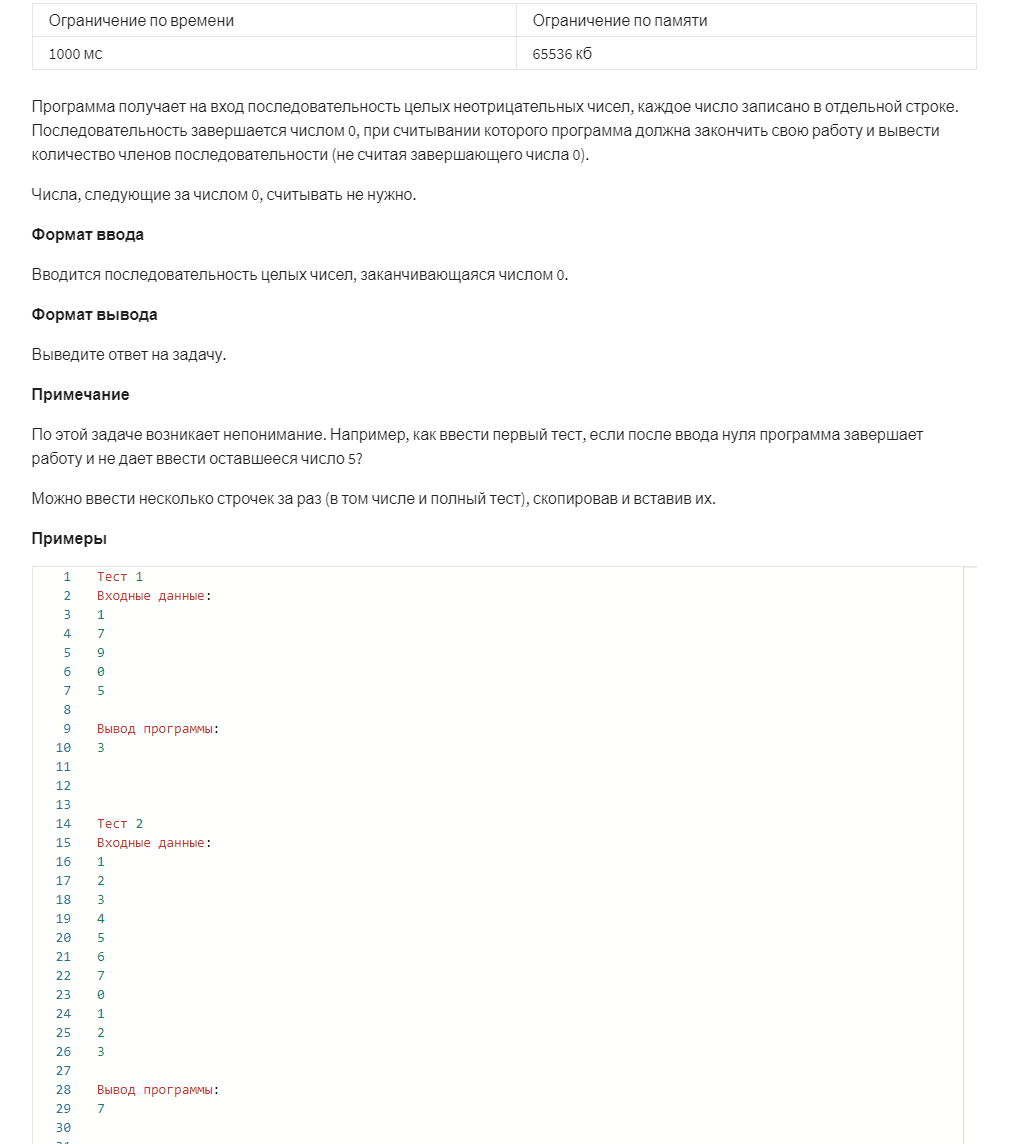 Ограничение по времени Ограничение по памяти
1000 мс 65536 кб
Программа получает на вход последовательность целых неотрицательных чисел, каждое число записано в отдельной строке.
Последовательность завершается числом 0, при считывании которого программа должна закончить свою работу и вывести
количество членов последовательности (не считая завершающего числа 0).
Числа, следующие за числом 0, считывать не нужно.
Формат ввода
Вводится последовательность целых чисел, заканчивающаяся числом 0.
Формат вывода
Выведите ответ на задачу.
Примечание
По этой задаче возникает непонимание. Например, как ввести первый тест, если после ввода нуля программа завершает
работу и не дает ввести оставшееся число 5?
Можно ввести несколько строчек за раз (в том числе и полный тест), скопировав и вставив их.
Примеры
1 Тест 1
2 Входные данные:
3 1
4 7
5 9
6 0
7 5
8
9 Вывод программы:
10 3
11
12
13
14 Тест 2
15 Входные данные:
16 1
17 2
18 3
19 4
20 5
21 6
22 7
23 0
24 1
25 2
26 3
27
28 Вывод программы:
29 7
30